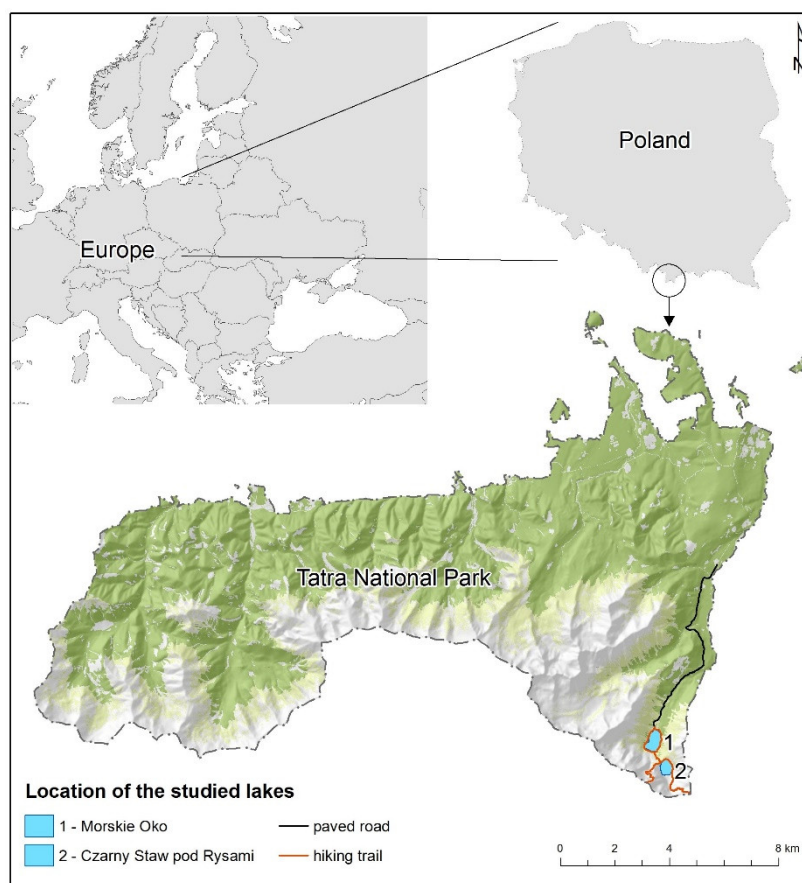 N
Poland
Europe
Tatra National Park
1
2
Location of the studied lakes
1 - Morskie Oko
paved road
2 - Czarny Staw pod Rysami
hiking trail
0 2 4 8 km